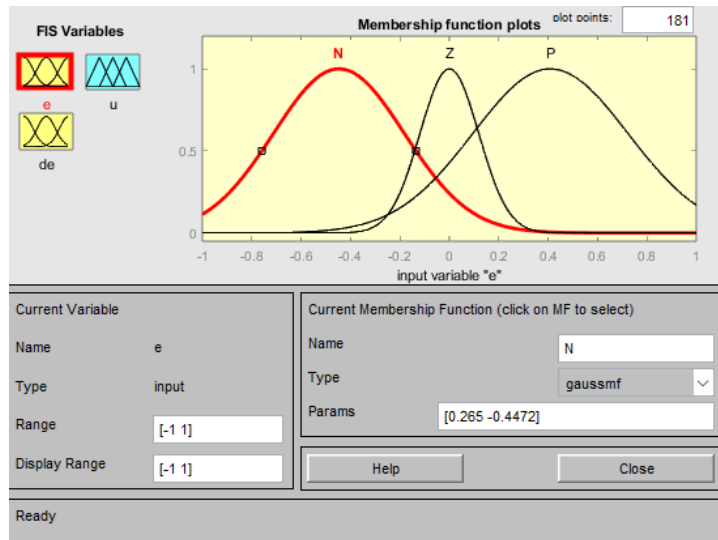 FIS Variables
Membership function plots
plot points:
181
e
u
de
N
Z
P
1
0.5
0
-1
-0.8
-0.6
-0.4
-0.2
0
0.2
0.4
0.6
0.8
1
input variable "e"
Current Variable
Name
e
Type
input
Range
[-1 1]
Display Range
[-1 1]
Current Membership Function (click on MF to select)
Name
N
Type
gaussmf
Params
[0.265 -0.4472]
Help
Close
Ready